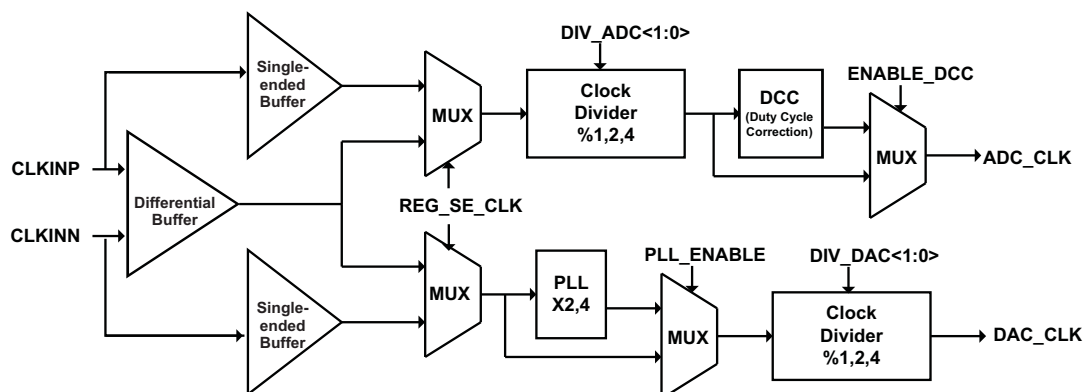 DIV_ADC<1:0>
Single-
ended
Buffer
ENABLE_DCC
Clock
Divider
%1,2,4
DCC
(Duty Cycle
Correction)
MUX
MUX
ADC_CLK
CLKINP
Differential
Buffer
REG_SE_CLK
CLKINN
PLL_ENABLE
DIV_DAC<1:0>
Single-
ended
Buffer
MUX
PLL
X2,4
MUX
Clock
Divider
%1,2,4
DAC_CLK